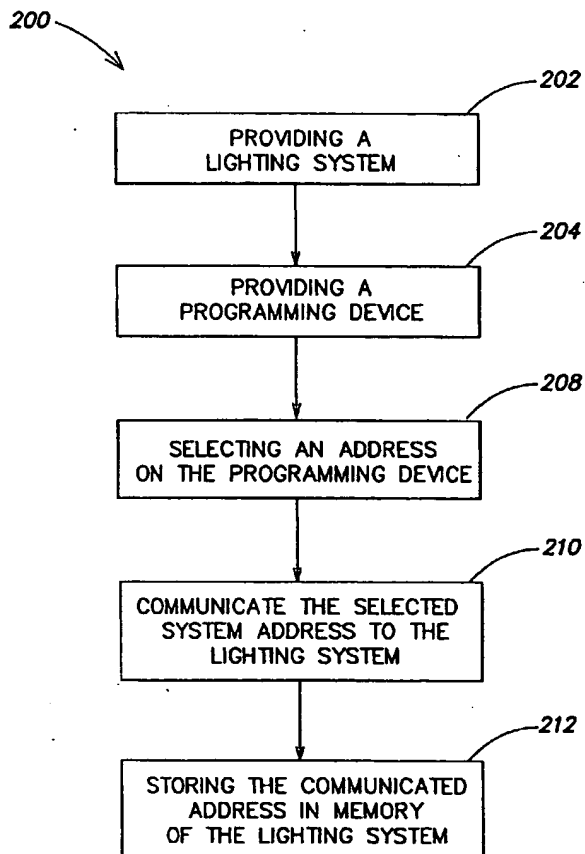 200
202
PROVIDING A
LIGHTING SYSTEM
204
PROVIDING A
PROGRAMMING DEVICE
208
SELECTING AN ADDRESS
ON THE PROGRAMMING DEVICE
210
COMMUNICATE THE SELECTED
SYSTEM ADDRESS TO THE
LIGHTING SYSTEM
212
STORING THE COMMUNICATED
ADDRESS IN MEMORY
OF THE LIGHTING SYSTEM